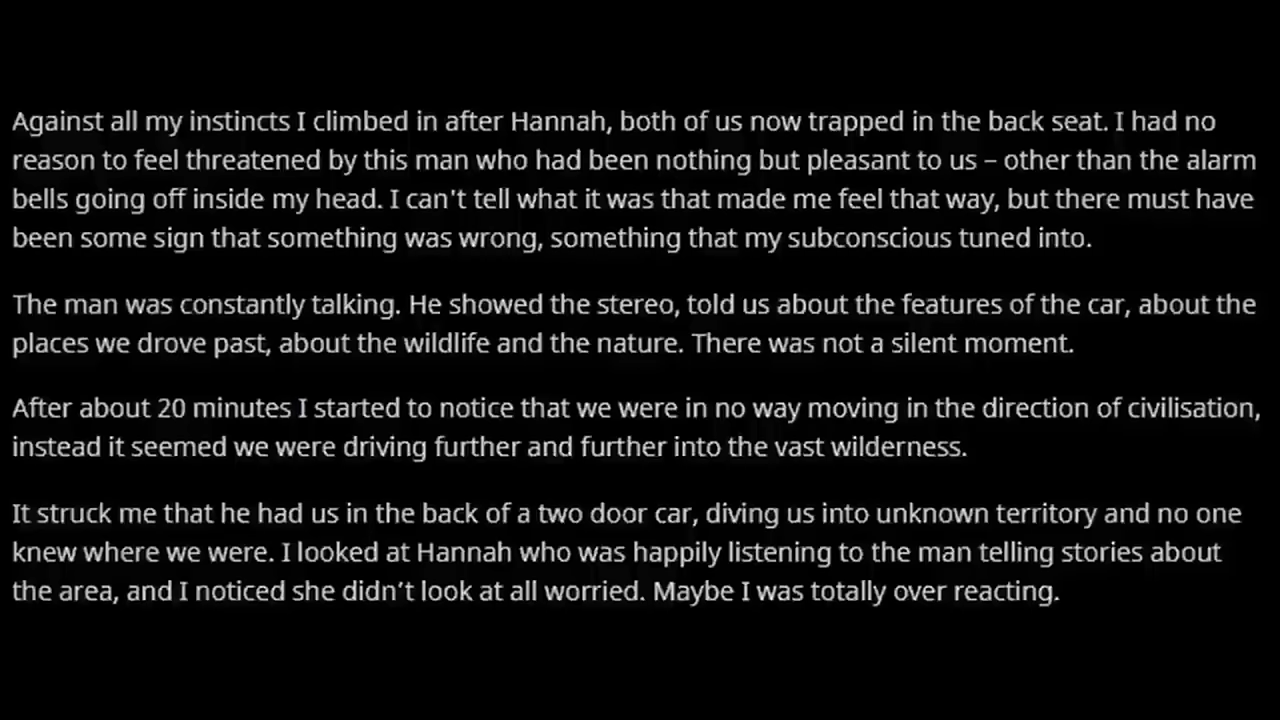 Against all my instincts I climbed in after Hannah, both of us now trapped in the back seat. I had no
reason to feel threatened by this man who had been nothing but pleasant to us – other than the alarm
bells going off inside my head. I can't tell what it was that made me feel that way, but there must have
been some sign that something was wrong, something that my subconscious tuned into.
The man was constantly talking. He showed the stereo, told us about the features of the car, about the
places we drove past, about the wildlife and the nature. There was not a silent moment.
After about 20 minutes I started to notice that we were in no way moving in the direction of civilisation,
instead it seemed we were driving further and further into the vast wilderness.
It struck me that he had us in the back of a two door car, diving us into unknown territory and no one
knew where we were. I looked at Hannah who was happily listening to the man telling stories about
the area, and I noticed she didn’t look at all worried. Maybe I was totally over reacting.